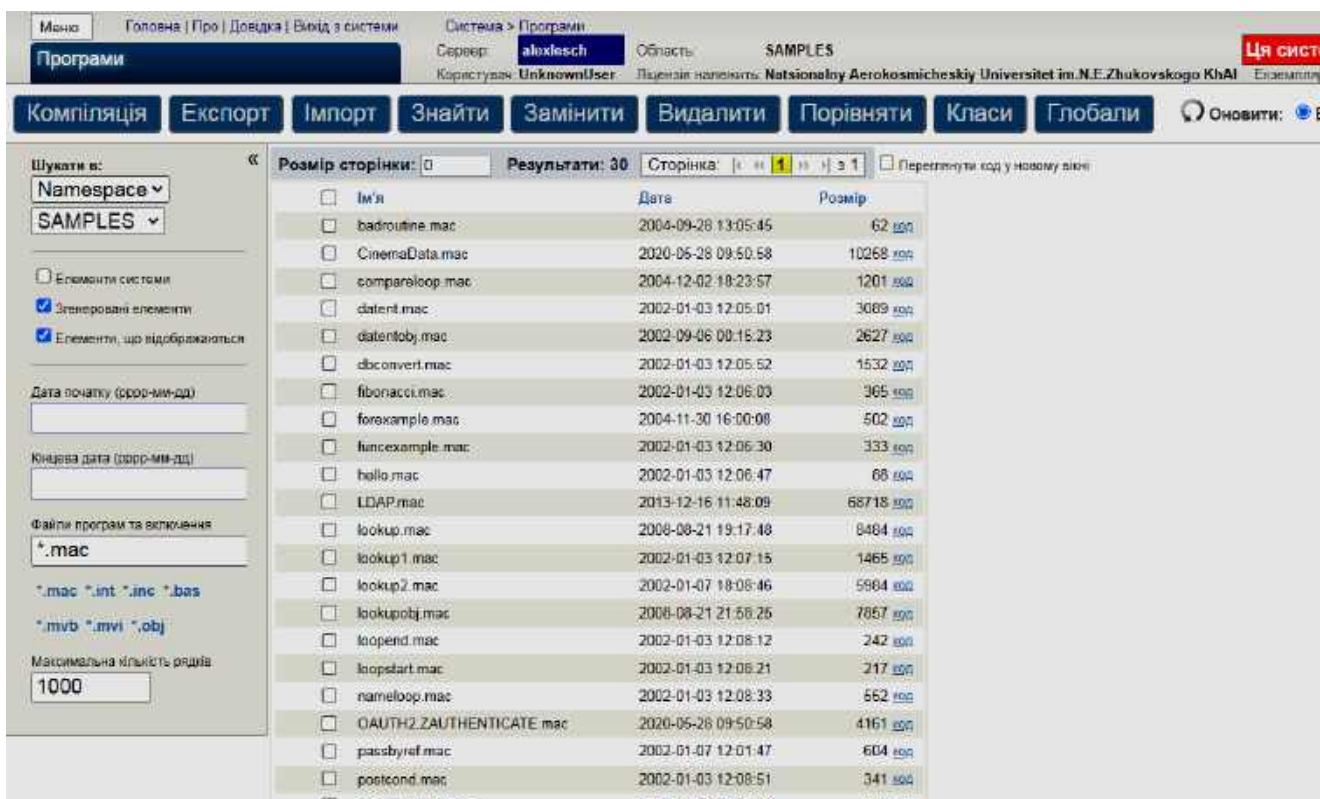 Меню Головна | Про | Довідка | Вихід з системи Система > Програми
Програми Сервер: alexlesch Область: SAMPLES Ця сист
Користувач: UnknownUser Ліцензія належить: Natsionalny Aerokosmicheskiy Universitet im.N.E.Zhukovskogo KhAI
Компіляція Експорт Імпорт Знайти Замінити Видалити Порівняти Класи Глобали Оновити:
Шукати в: « Розмір сторінки: 0 Результати: 30 Сторінка: |« «« 1 »» »| з 1 Переглянути код у новому вікні
Namespace
SAMPLES
Елементи системи
Згенеровані елементи
Елементи, що відображаються
Дата початку (рррр-мм-дд)
Кінцева дата (рррр-мм-дд)
Файли програм та включення
*.mac
*.mac *.int *.inc *.bas
*.mvb *.mvi *.obj
Максимальна кількість рядків
1000
Ім'я Дата Розмір
badroutine.mac 2004-09-28 13:05:45 62 код
CinemaData.mac 2020-05-28 09:50:58 10268 код
compareloop.mac 2004-12-02 18:23:57 1201 код
datent.mac 2002-01-03 12:05:01 3089 код
datentobj.mac 2002-09-06 00:15:23 2627 код
dbconvert.mac 2002-01-03 12:05:52 1532 код
fibonacci.mac 2002-01-03 12:06:03 365 код
forexample.mac 2004-11-30 16:00:08 502 код
funcexample.mac 2002-01-03 12:06:30 333 код
hello.mac 2002-01-03 12:06:47 код
LDAP.mac 2013-12-16 11:48:09 68718 код
lookup.mac 2008-08-21 19:17:48 8484 код
lookup1.mac 2002-01-03 12:07:15 1465 код
lookup2.mac 2002-01-07 18:08:46 5984 код
lookupobj.mac 2008-08-21 21:58:25 7857 код
loopend.mac 2002-01-03 12:08:12 242 код
loopstart.mac 2002-01-03 12:08:21 217 код
nameloop.mac 2002-01-03 12:08:33 552 код
OAUTH2.ZAUTHENTICATE.mac 2020-05-28 09:50:58 4161 код
passbyref.mac 2002-01-07 12:01:47 604 код
postcond.mac 2002-01-03 12:08:51 341 код